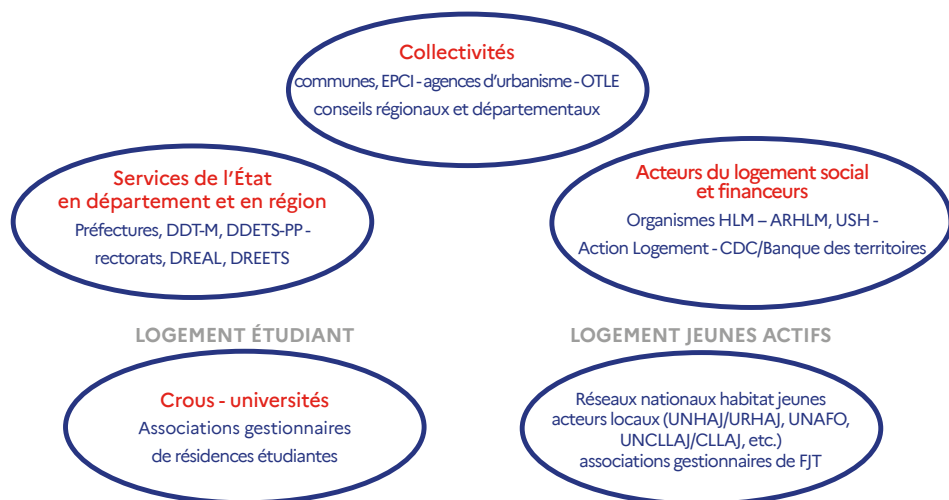 Collectivités
communes, EPCI - agences d'urbanisme - OTLE
conseils régionaux et départementaux
Services de l'État
en département et en région
Préfectures, DDT-M, DDETS-PP -
rectorats, DREAL, DREETS
Acteurs du logement social
et financeurs
Organismes HLM – ARHLM, USH -
Action Logement - CDC/Banque des territoires
LOGEMENT ÉTUDIANT
Crous - universités
Associations gestionnaires
de résidences étudiantes
LOGEMENT JEUNES ACTIFS
Réseaux nationaux habitat jeunes
acteurs locaux (UNHAJ/URHAJ, UNAFO,
UNCLLAJ/CLLAJ, etc.)
associations gestionnaires de FJT